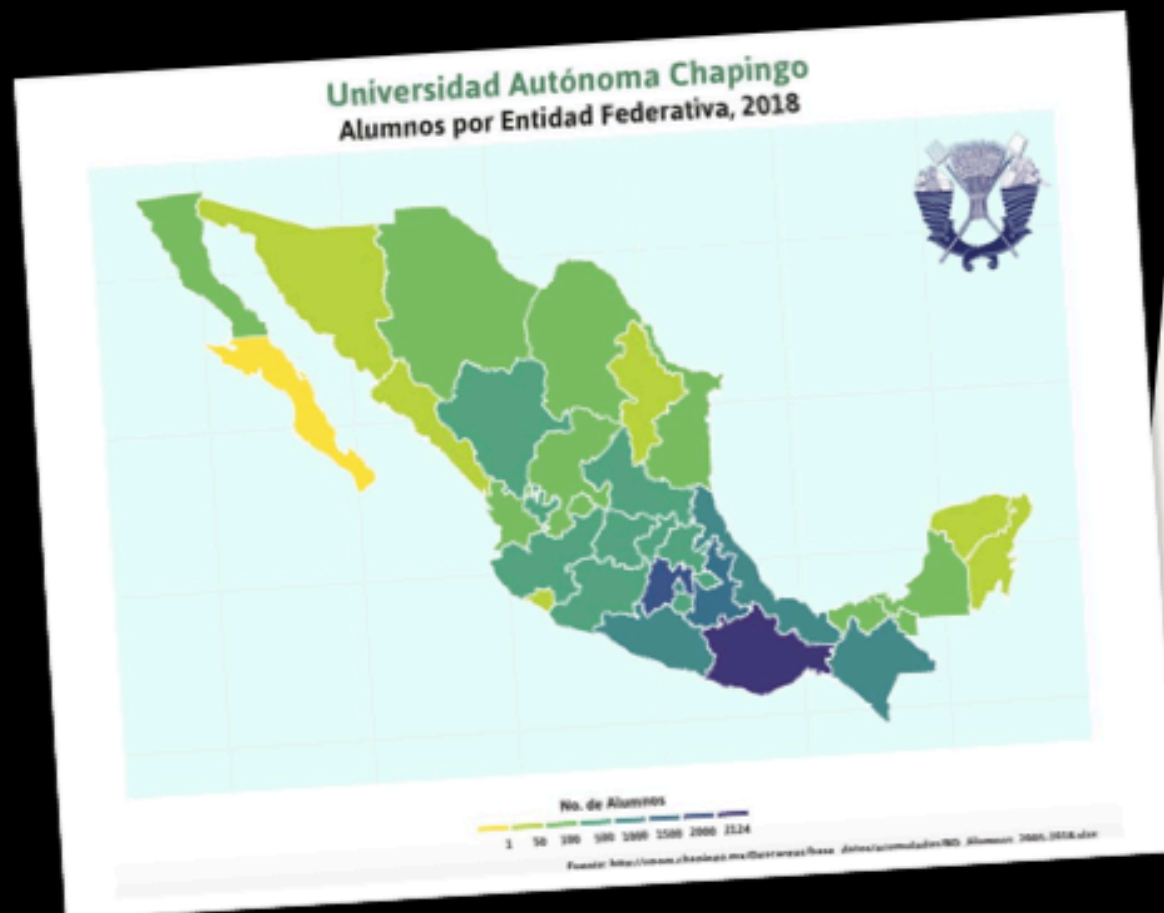 Universidad Autónoma Chapingo
Alumnos por Entidad Federativa, 2018
No. de Alumnos
1 50 100 500 1000 1500 2000 2124
Fuente: